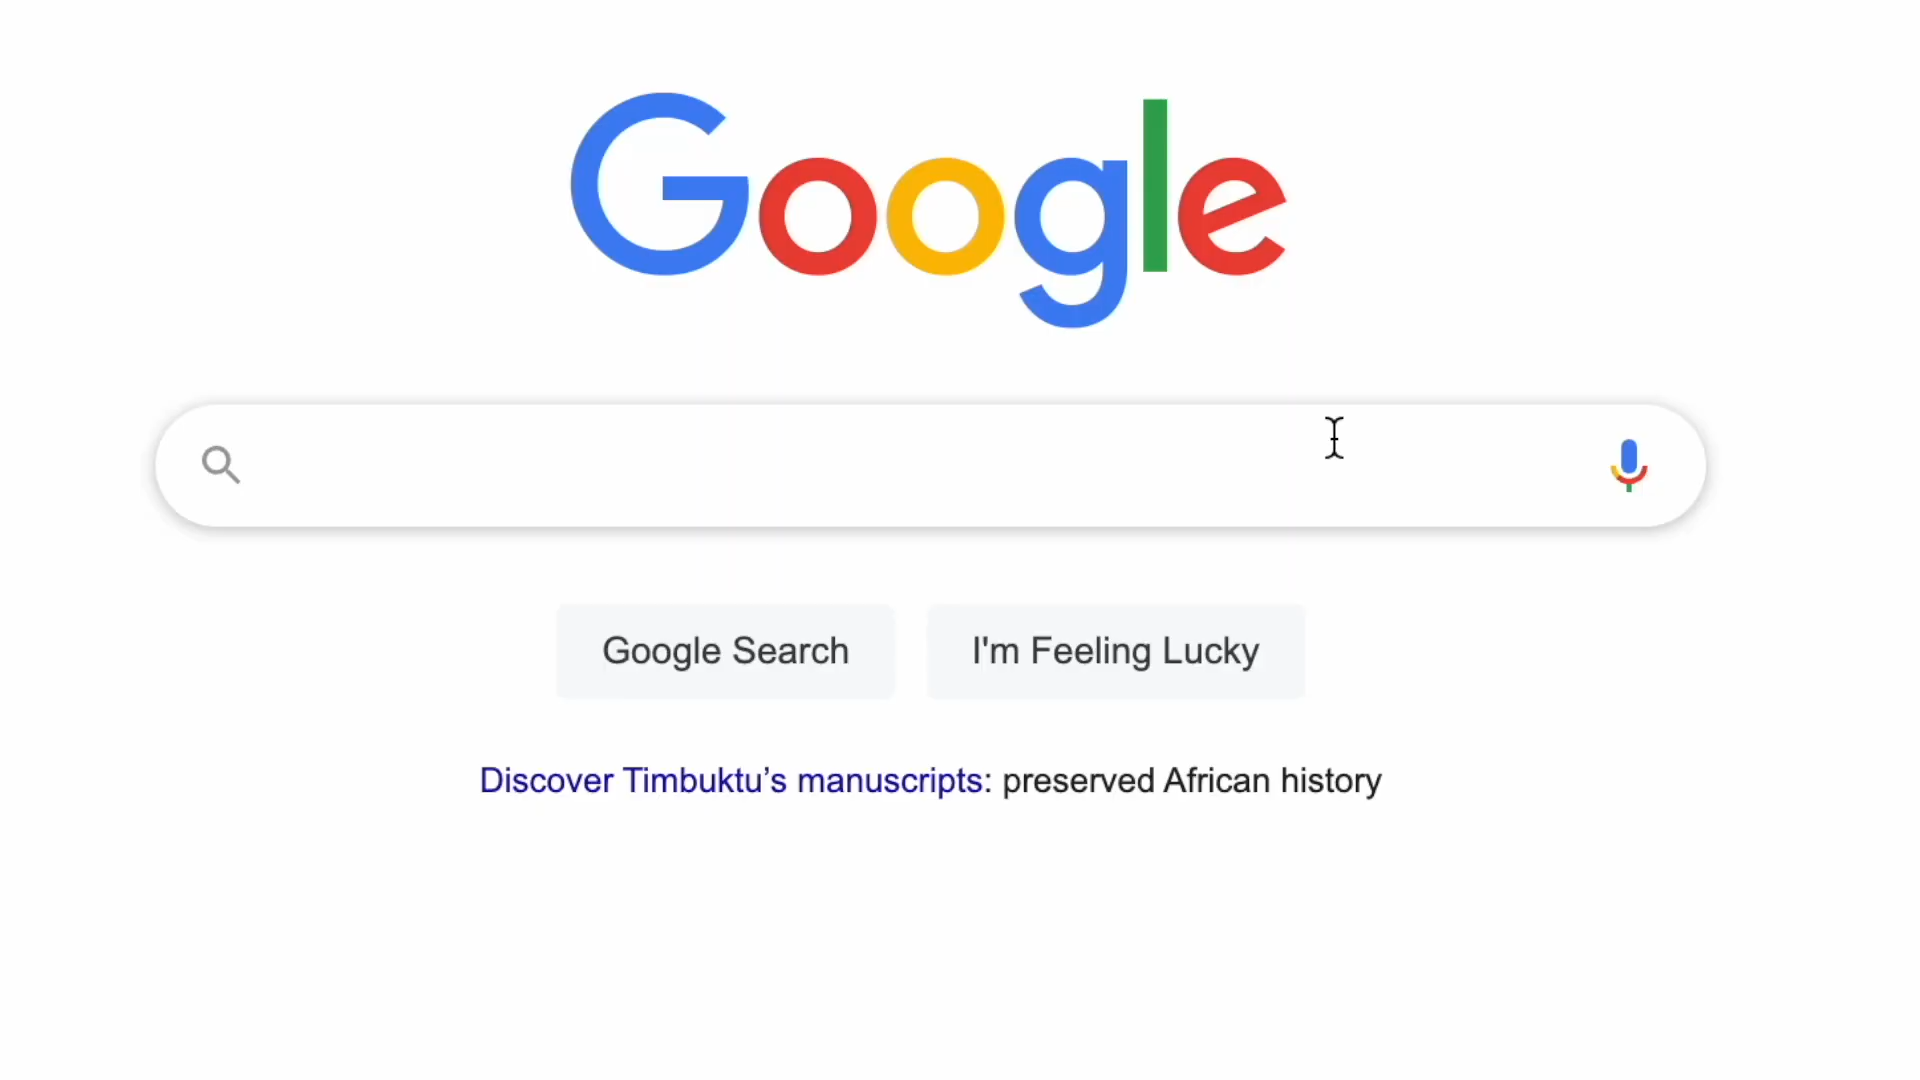 Google
Google Search
I'm Feeling Lucky
Discover Timbuktu’s manuscripts: preserved African history